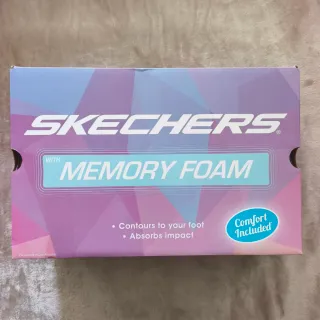 SKECHERS
WITH MEMORY FOAM
• Contours to your foot
• Absorbs impact
Comfort
Included